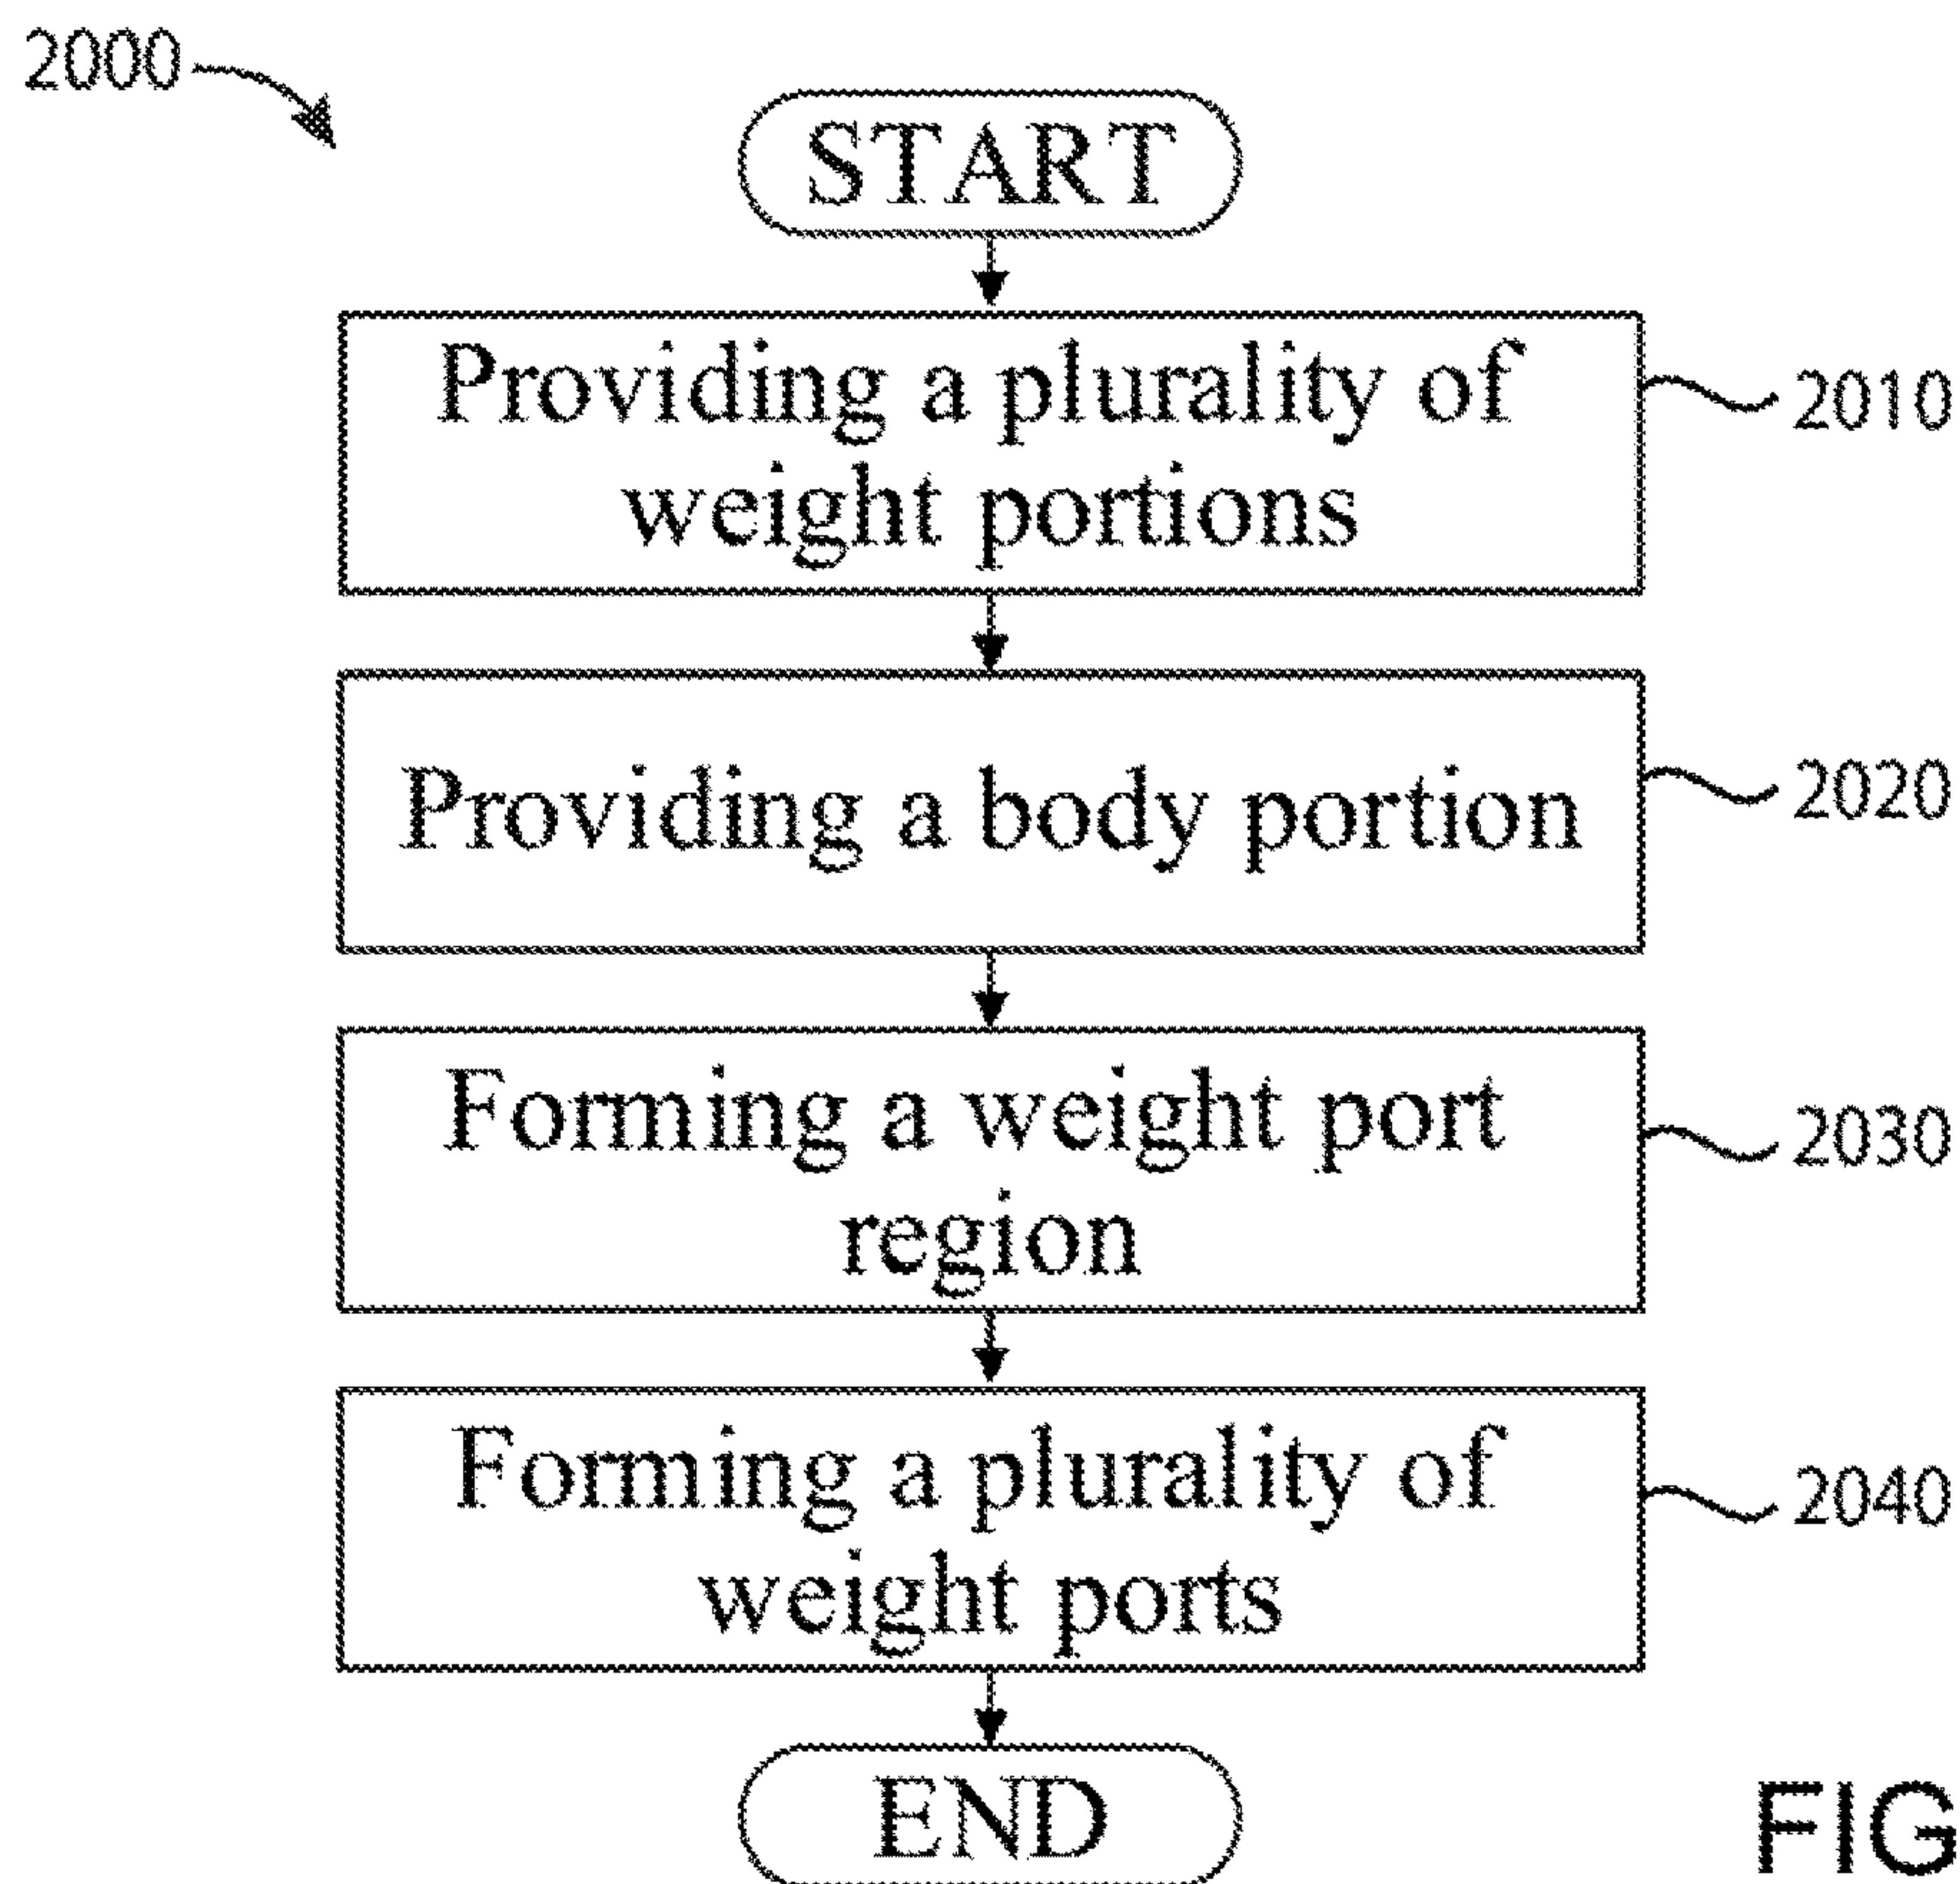 2000
START
Providing a plurality of
weight portions
2010
Providing a body portion
2020
Forming a weight port
region
2030
Forming a plurality of
weight ports
2040
END
FIG